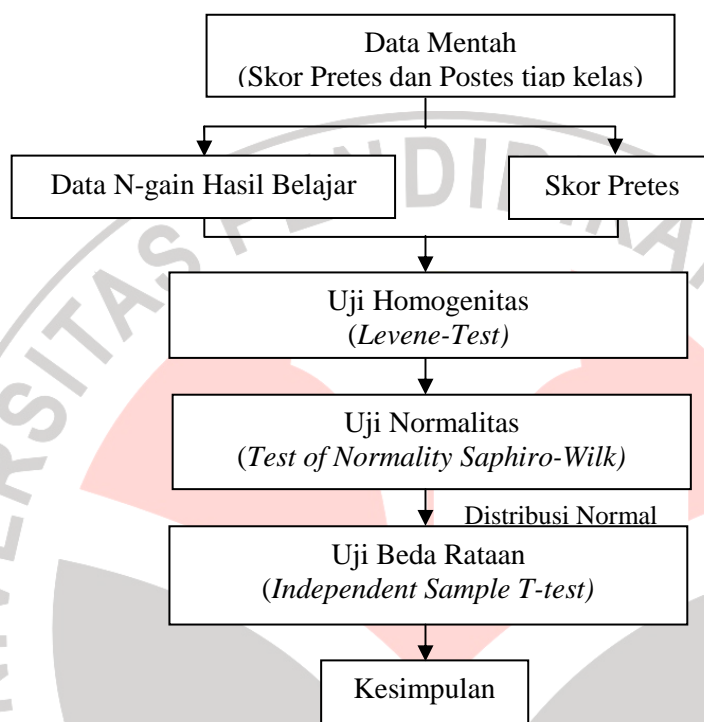 Data Mentah
(Skor Pretes dan Postes tiap kelas)
Data N-gain Hasil Belajar
Skor Pretes
Uji Homogenitas
(Levene-Test)
Uji Normalitas
(Test of Normality Saphiro-Wilk)
Distribusi Normal
Uji Beda Rataan
(Independent Sample T-test)
Kesimpulan